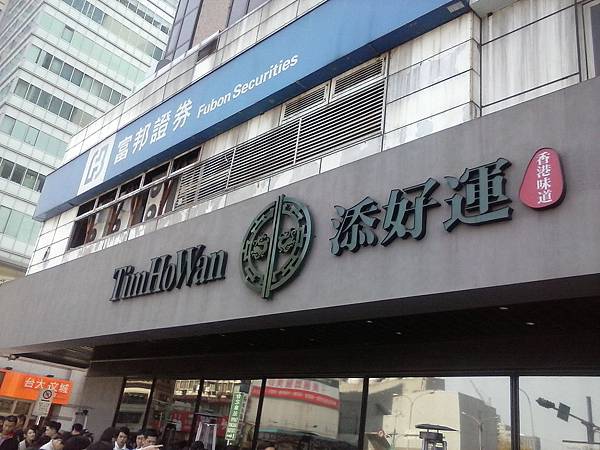 富邦證券 Fubon Securities
TimHoWan 添好運 香港味道
台大 文城